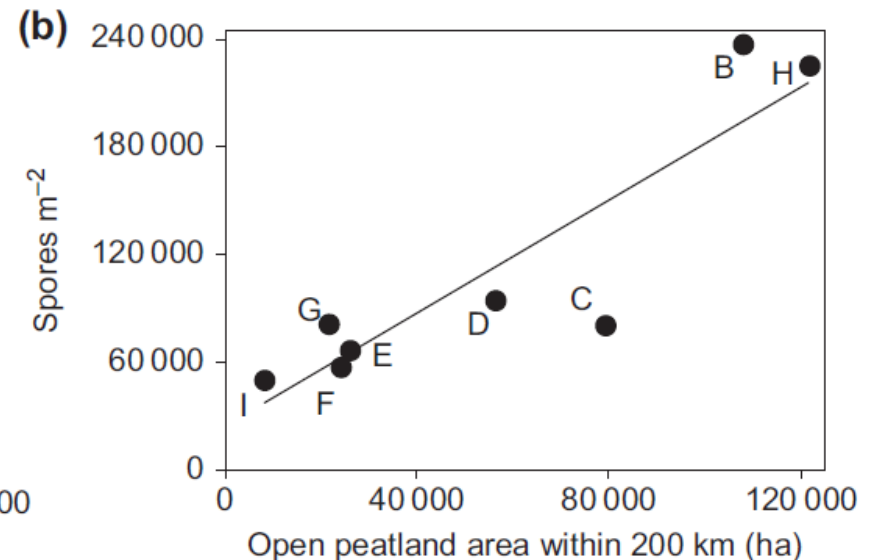 (b)
240 000
180 000
120 000
60 000
0
Spores m⁻²
B
H
G
E
F
I
D
C
0
40 000
80 000
120 000
00
Open peatland area within 200 km (ha)